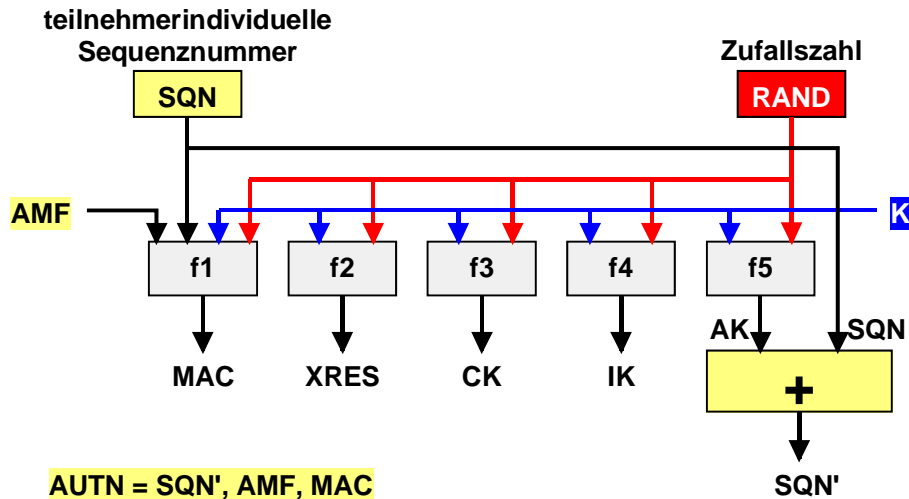 teilnehmerindividuelle
Sequenznummer
Zufallszahl
SQN
RAND
AMF
K
f1
f2
f3
f4
f5
AK
SQN
MAC
XRES
CK
IK
+
AUTN = SQN', AMF, MAC
SQN'